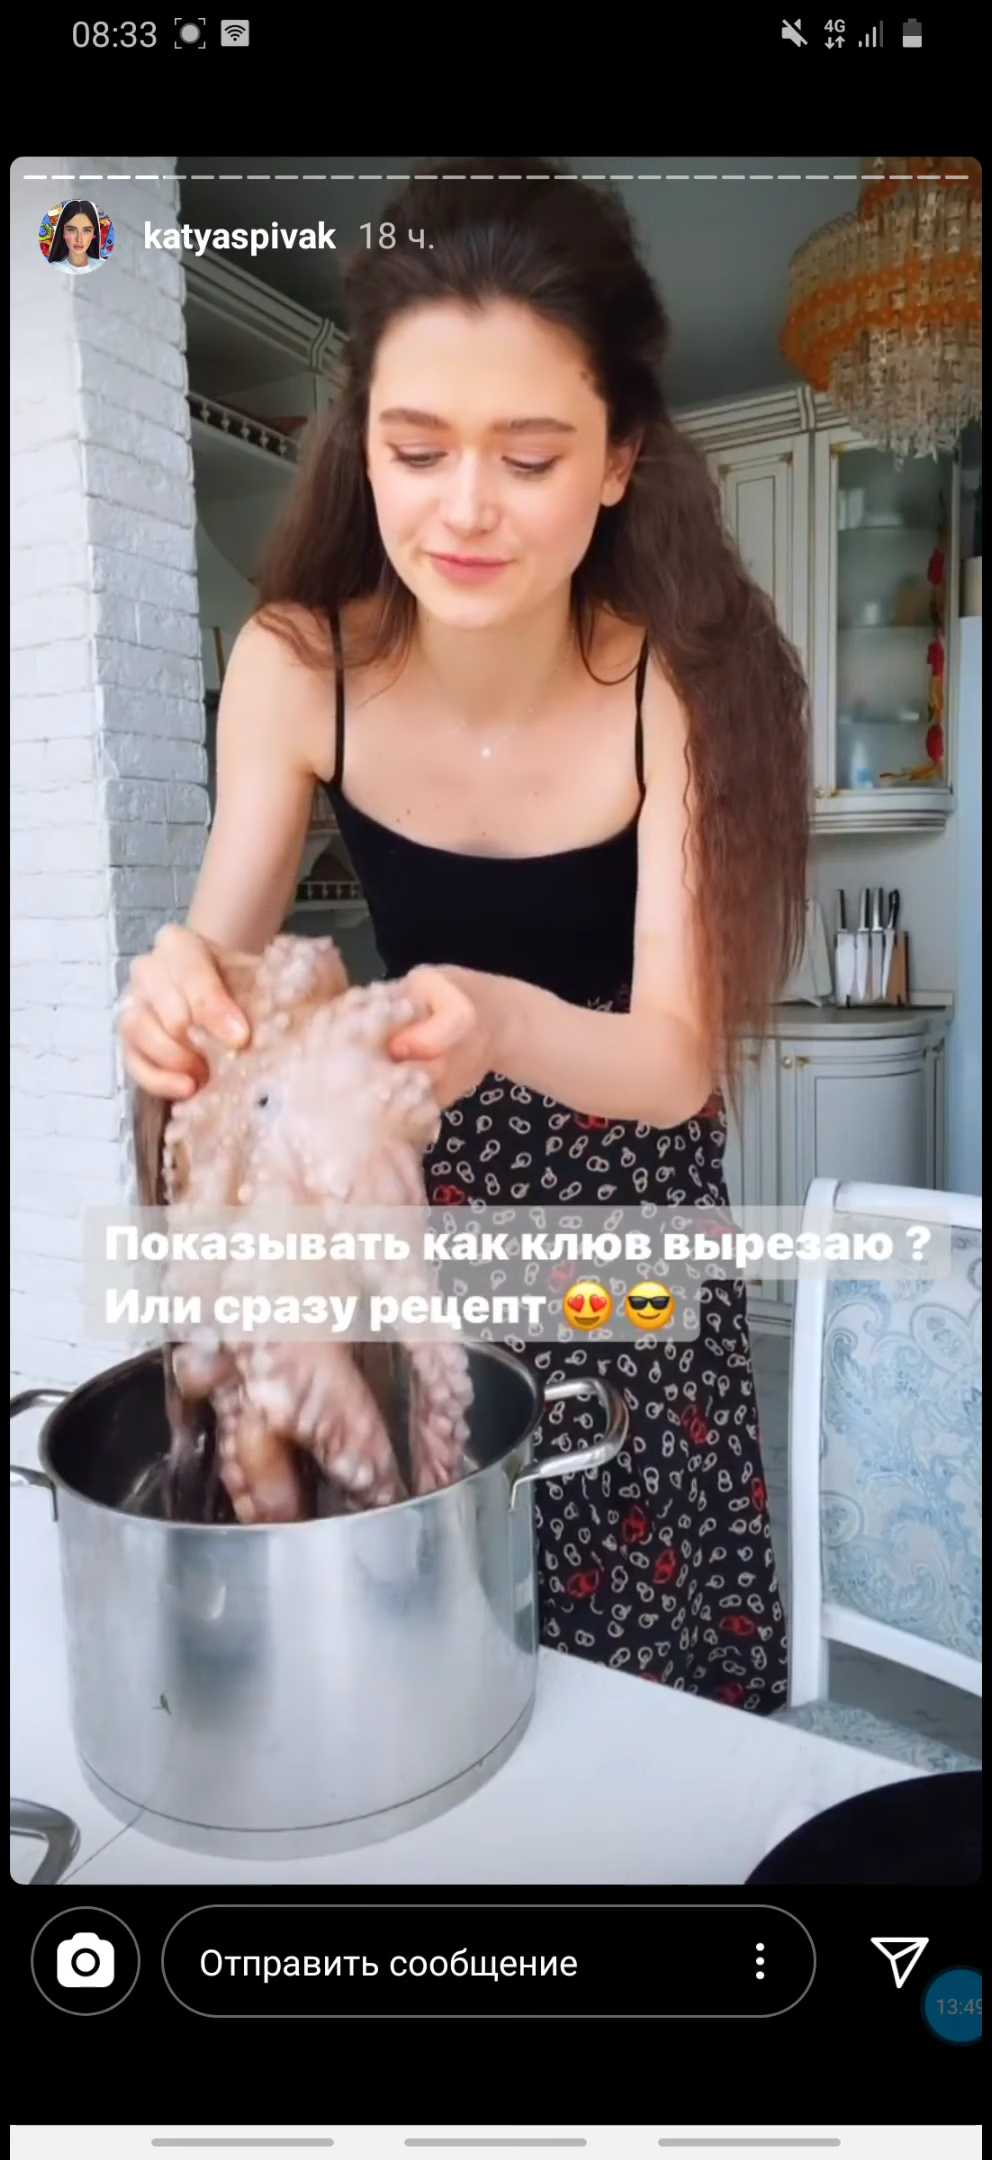 08:33
4G
katyaspivak 18 ч.
Показывать как клюв вырезаю ?
Или сразу рецепт 😍 😎
Отправить сообщение
13:49